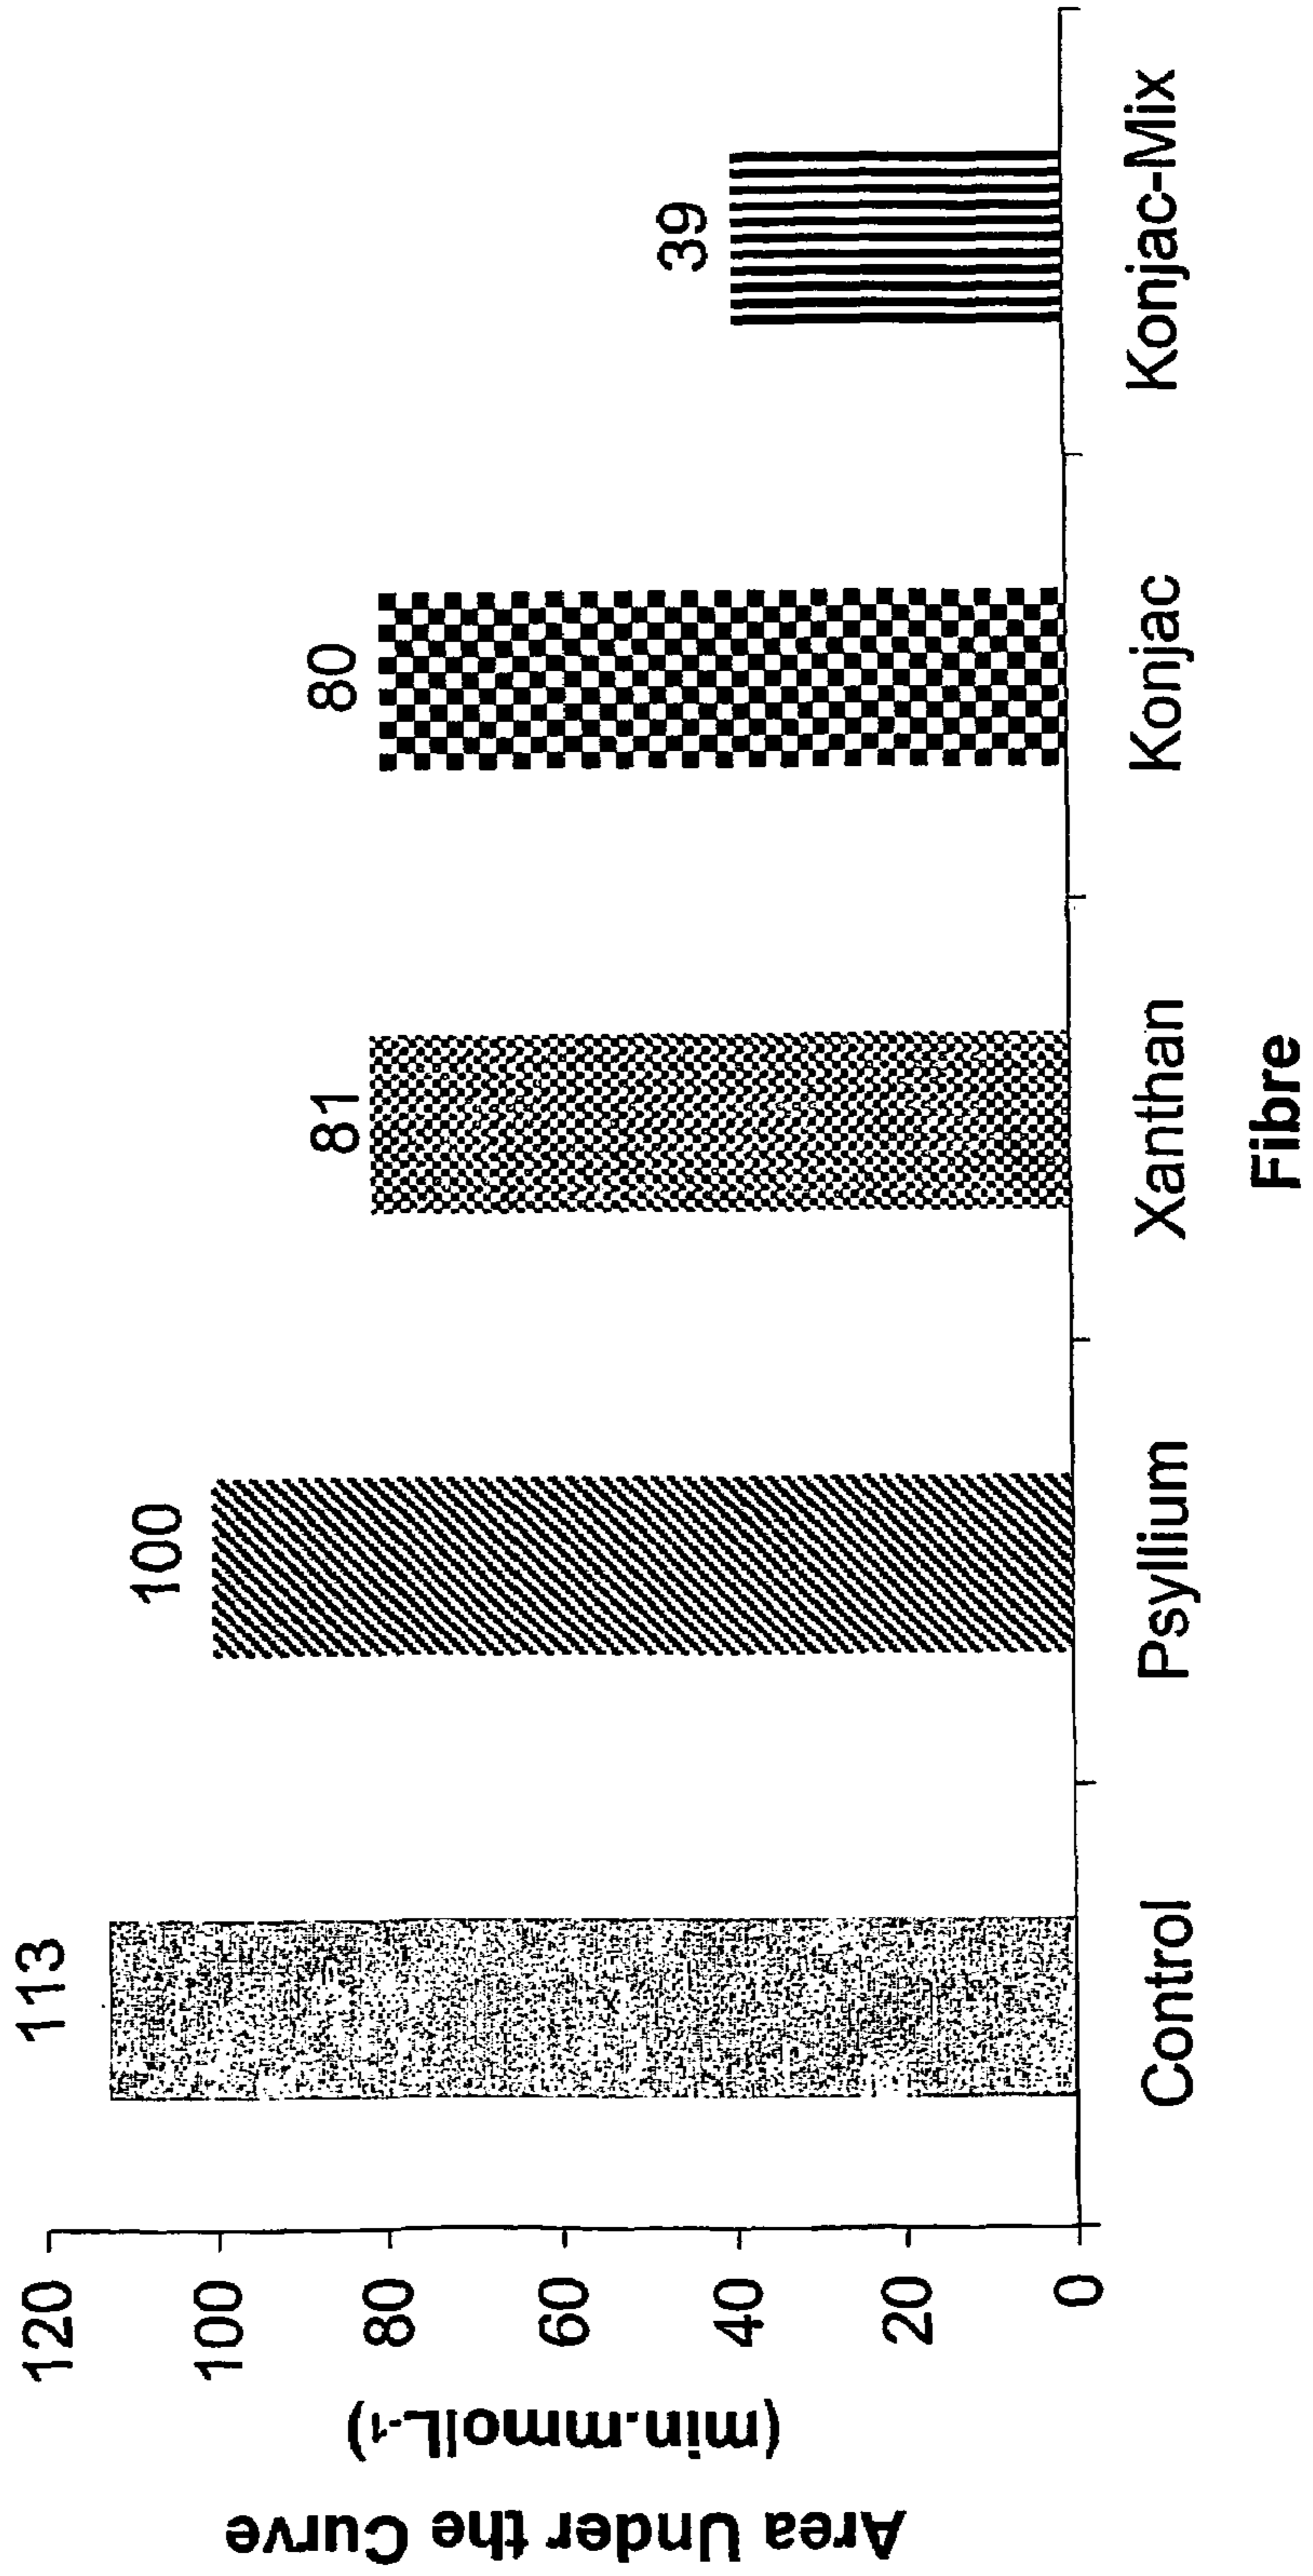 Area Under the Curve
(min.mmolL-1)
120
100
80
60
40
20
0
113
100
81
80
39
Control
Psyllium
Xanthan
Konjac
Konjac-Mix
Fibre